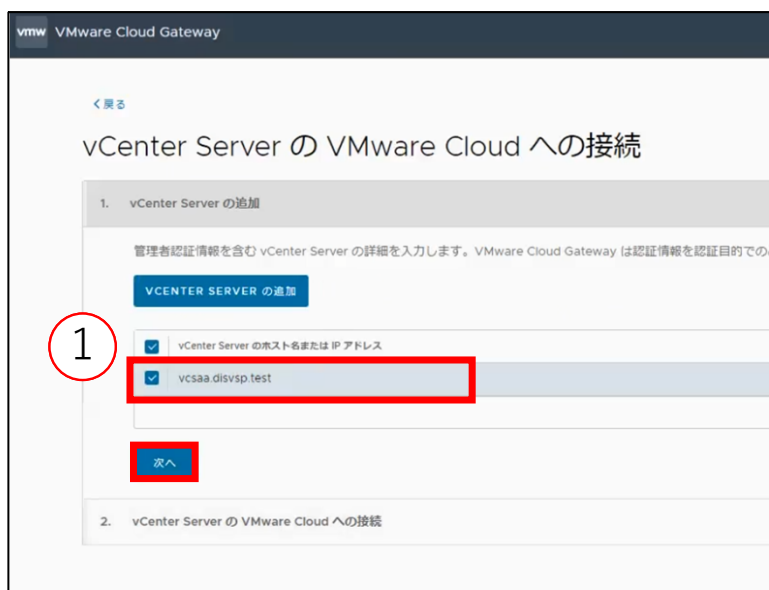 vmw VMware Cloud Gateway
戻る
vCenter Server の VMware Cloud への接続
1. vCenter Server の追加
管理者認証情報を含む vCenter Server の詳細を入力します。VMware Cloud Gateway は認証情報を認証目的での
VCENTER SERVER の追加
1
vCenter Server のホスト名または IP アドレス
vcsaa.disvsp.test
次へ
2. vCenter Server の VMware Cloud への接続